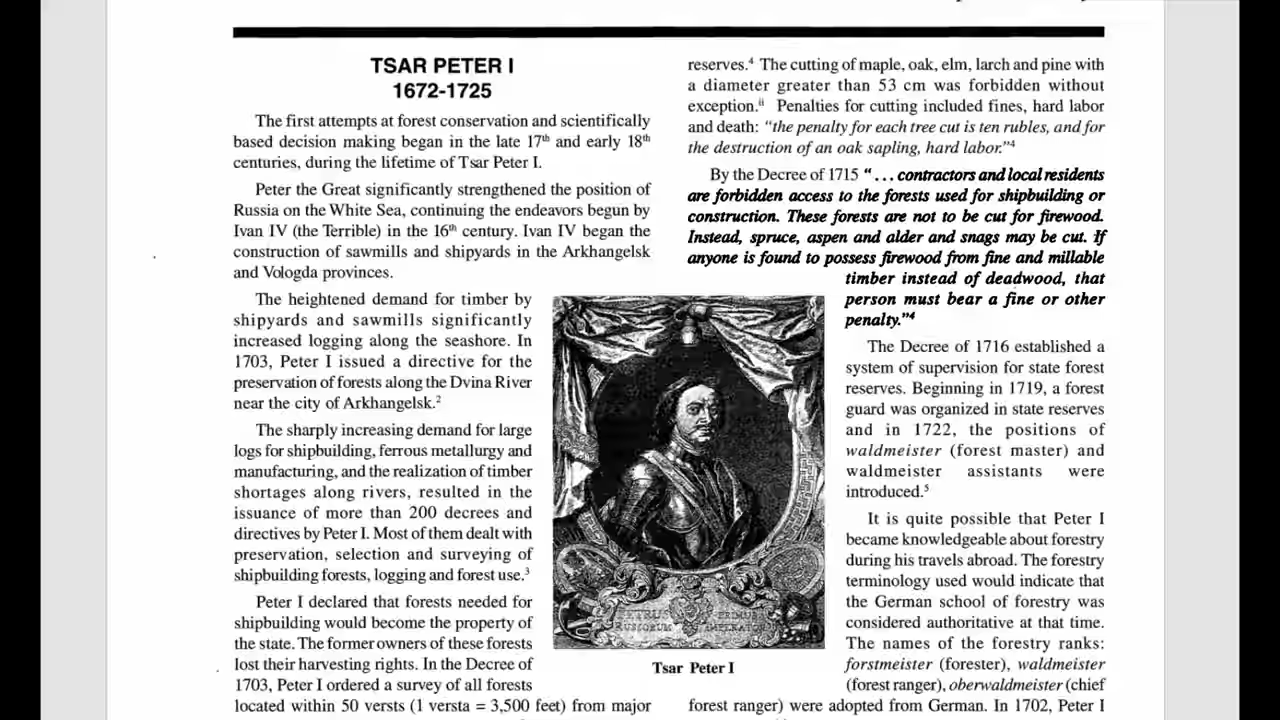 TSAR PETER I
1672-1725
The first attempts at forest conservation and scientifically
based decision making began in the late 17th and early 18th
centuries, during the lifetime of Tsar Peter I.
Peter the Great significantly strengthened the position of
Russia on the White Sea, continuing the endeavors begun by
Ivan IV (the Terrible) in the 16th century. Ivan IV began the
construction of sawmills and shipyards in the Arkhangelsk
and Vologda provinces.
The heightened demand for timber by
shipyards and sawmills significantly
increased logging along the seashore. In
1703, Peter I issued a directive for the
preservation of forests along the Dvina River
near the city of Arkhangelsk.2
The sharply increasing demand for large
logs for shipbuilding, ferrous metallurgy and
manufacturing, and the realization of timber
shortages along rivers, resulted in the
issuance of more than 200 decrees and
directives by Peter I. Most of them dealt with
preservation, selection and surveying of
shipbuilding forests, logging and forest use.3
Peter I declared that forests needed for
shipbuilding would become the property of
the state. The former owners of these forests
lost their harvesting rights. In the Decree of
1703, Peter I ordered a survey of all forests
located within 50 versts (1 versta = 3,500 feet) from major
reserves.4 The cutting of maple, oak, elm, larch and pine with
a diameter greater than 53 cm was forbidden without
exception.ii Penalties for cutting included fines, hard labor
and death: "the penalty for each tree cut is ten rubles, and for
the destruction of an oak sapling, hard labor."4
By the Decree of 1715 "... contractors and local residents
are forbidden access to the forests used for shipbuilding or
construction. These forests are not to be cut for firewood.
Instead, spruce, aspen and alder and snags may be cut. If
anyone is found to possess firewood from fine and millable
timber instead of deadwood, that
person must bear a fine or other
penalty."4
The Decree of 1716 established a
system of supervision for state forest
reserves. Beginning in 1719, a forest
guard was organized in state reserves
and in 1722, the positions of
waldmeister (forest master) and
waldmeister assistants were
introduced.5
It is quite possible that Peter I
became knowledgeable about forestry
during his travels abroad. The forestry
terminology used would indicate that
the German school of forestry was
considered authoritative at that time.
The names of the forestry ranks:
forstmeister (forester), waldmeister
(forest ranger), oberwaldmeister (chief
forest ranger) were adopted from German. In 1702, Peter I
PETRUS PRIMUS
RUSSORUM IMPERATOR
Tsar Peter I